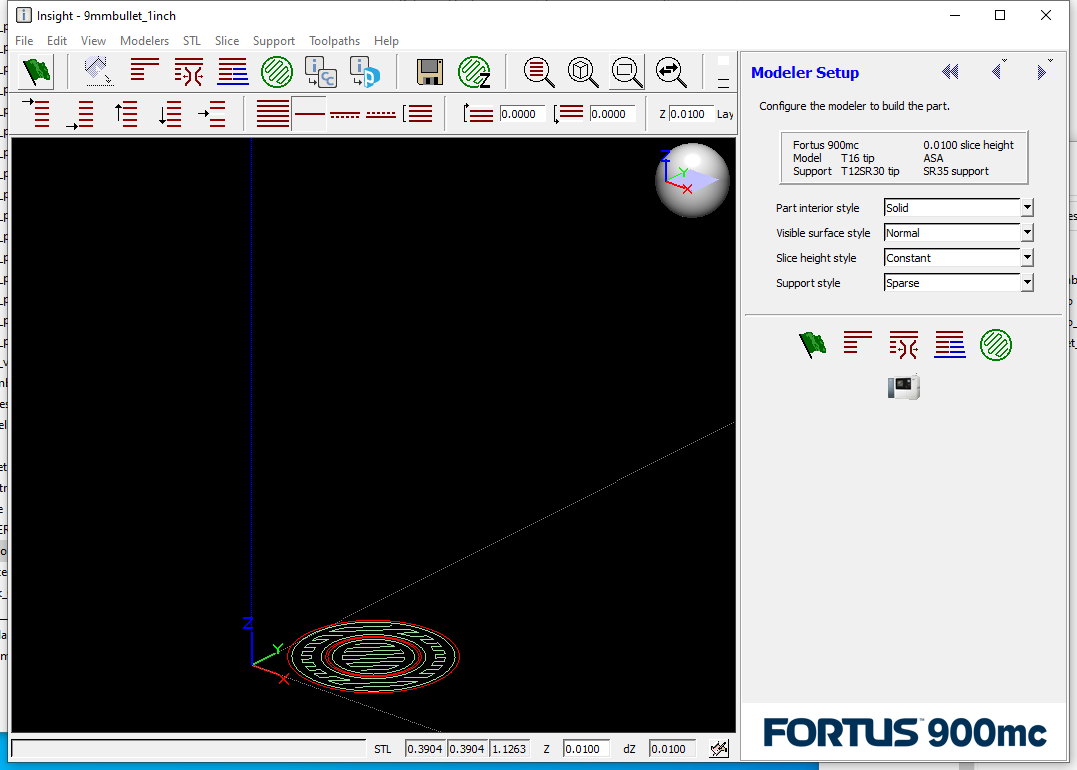 Insight - 9mmbullet_1inch
File Edit View Modelers STL Slice Support Toolpaths Help
0.0000 0.0000 Z 0.0100 Lay
Z
Y
X
Z
Y
X
Modeler Setup
Configure the modeler to build the part.
Fortus 900mc 0.0100 slice height
Model T16 tip ASA
Support T12SR30 tip SR35 support
Part interior style Solid
Visible surface style Normal
Slice height style Constant
Support style Sparse
FORTUS™ 900mc
STL 0.3904 0.3904 1.1263 Z 0.0100 dZ 0.0100